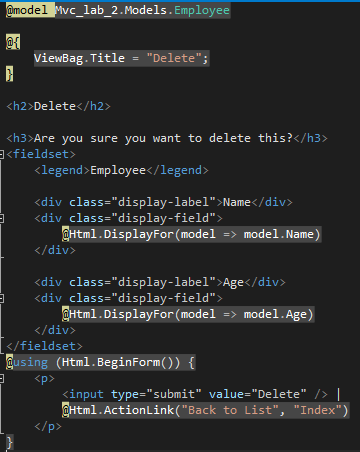 @model Mvc_lab_2.Models.Employee
@{
ViewBag.Title = "Delete";
}
<h2>Delete</h2>
<h3>Are you sure you want to delete this?</h3>
<fieldset>
<legend>Employee</legend>
<div class="display-label">Name</div>
<div class="display-field">
@Html.DisplayFor(model => model.Name)
</div>
<div class="display-label">Age</div>
<div class="display-field">
@Html.DisplayFor(model => model.Age)
</div>
</fieldset>
@using (Html.BeginForm()) {
<p>
<input type="submit" value="Delete" /> |
@Html.ActionLink("Back to List", "Index")
</p>
}